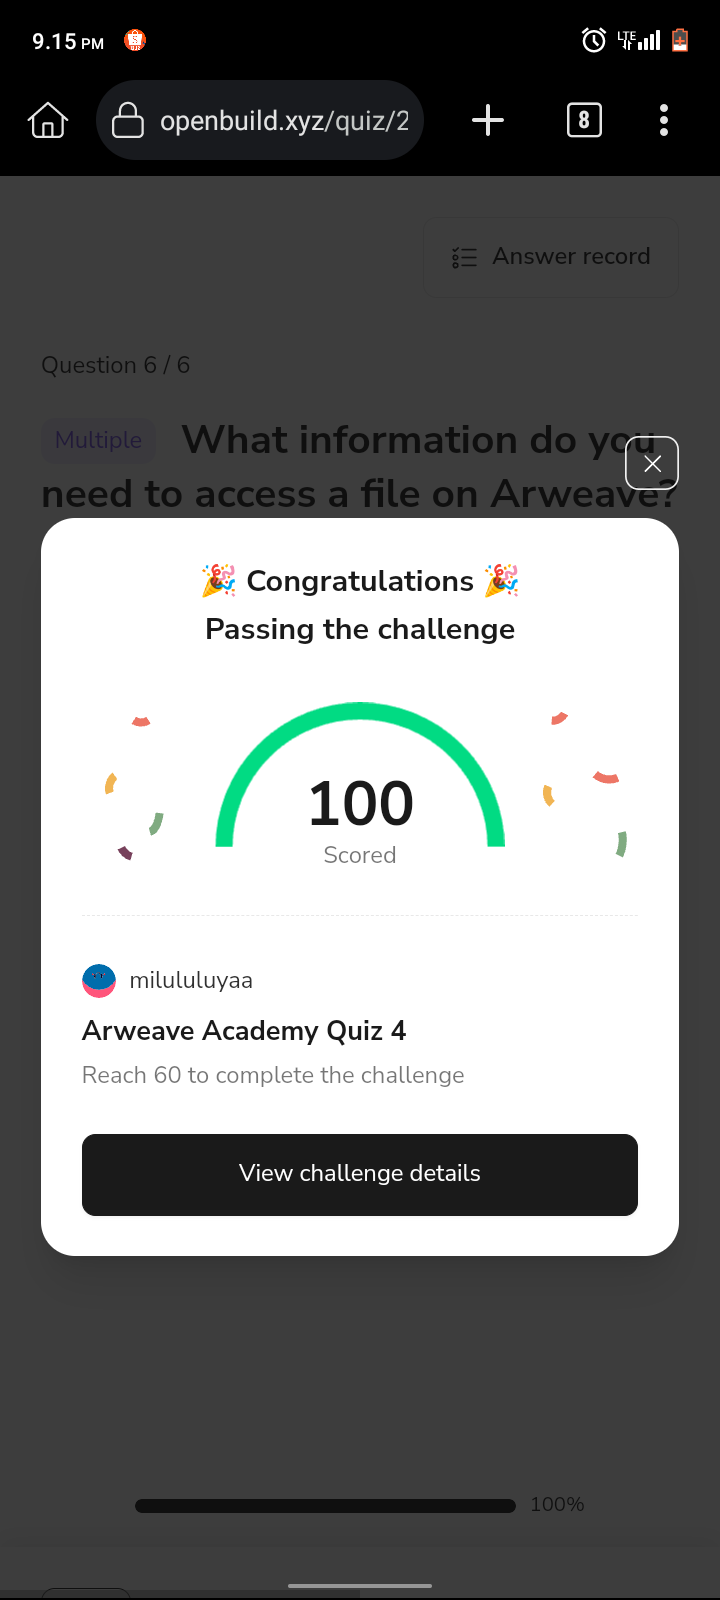 9.15 PM
LTE
openbuild.xyz/quiz/2
8
Answer record
Question 6 / 6
Multiple What information do you
need to access a file on Arweave?
🎉 Congratulations 🎉
Passing the challenge
100
Scored
milululuyaa
Arweave Academy Quiz 4
Reach 60 to complete the challenge
View challenge details
100%